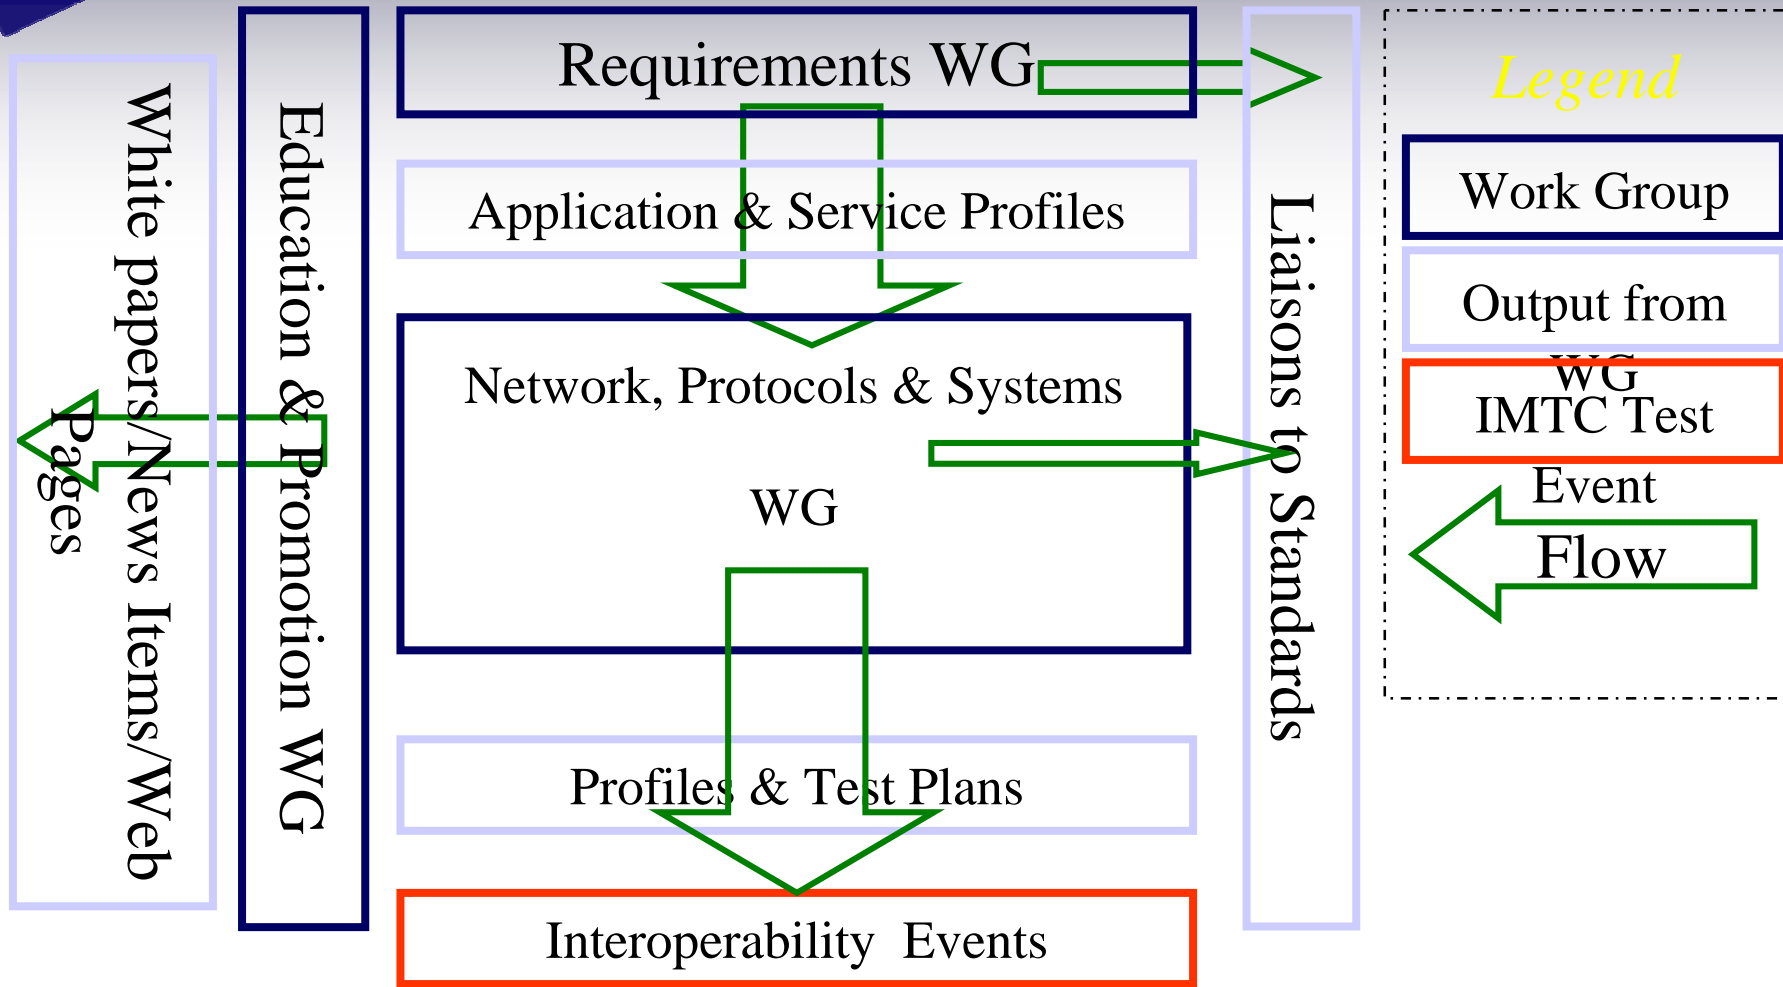 White papers/News Items/Web
Pages
Education & Promotion WG
Requirements WG
Application & Service Profiles
Network, Protocols & Systems
WG
Profiles & Test Plans
Interoperability  Events
Liaisons to Standards
Legend
Work Group
Output from
WG
IMTC Test
Event
Flow